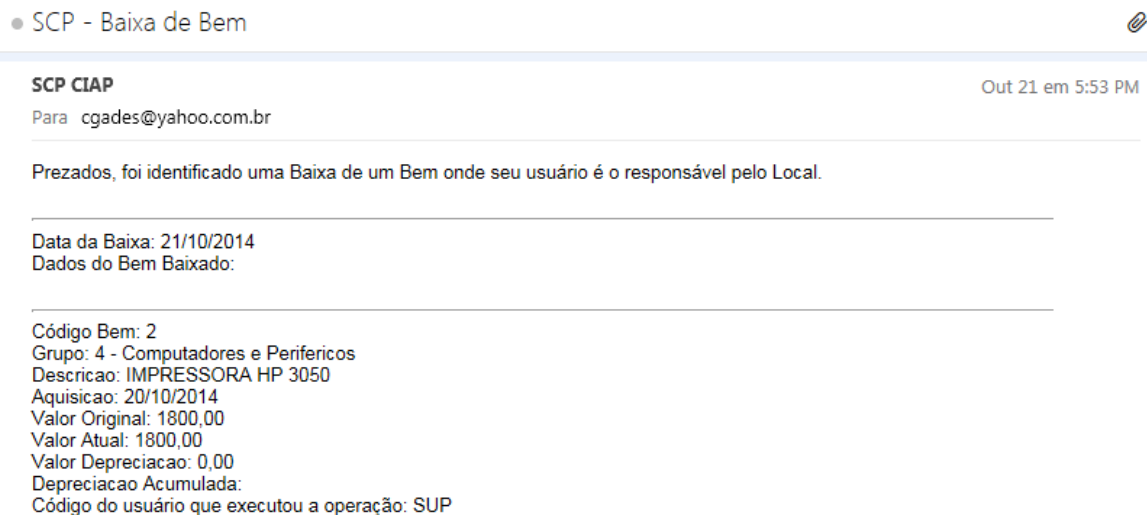 SCP - Baixa de Bem
SCP CIAP
Out 21 em 5:53 PM
Para cgades@yahoo.com.br
Prezados, foi identificado uma Baixa de um Bem onde seu usuário é o responsável pelo Local.
Data da Baixa: 21/10/2014
Dados do Bem Baixado:
Código Bem: 2
Grupo: 4 - Computadores e Perifericos
Descricao: IMPRESSORA HP 3050
Aquisicao: 20/10/2014
Valor Original: 1800,00
Valor Atual: 1800,00
Valor Depreciacao: 0,00
Depreciacao Acumulada:
Código do usuário que executou a operação: SUP